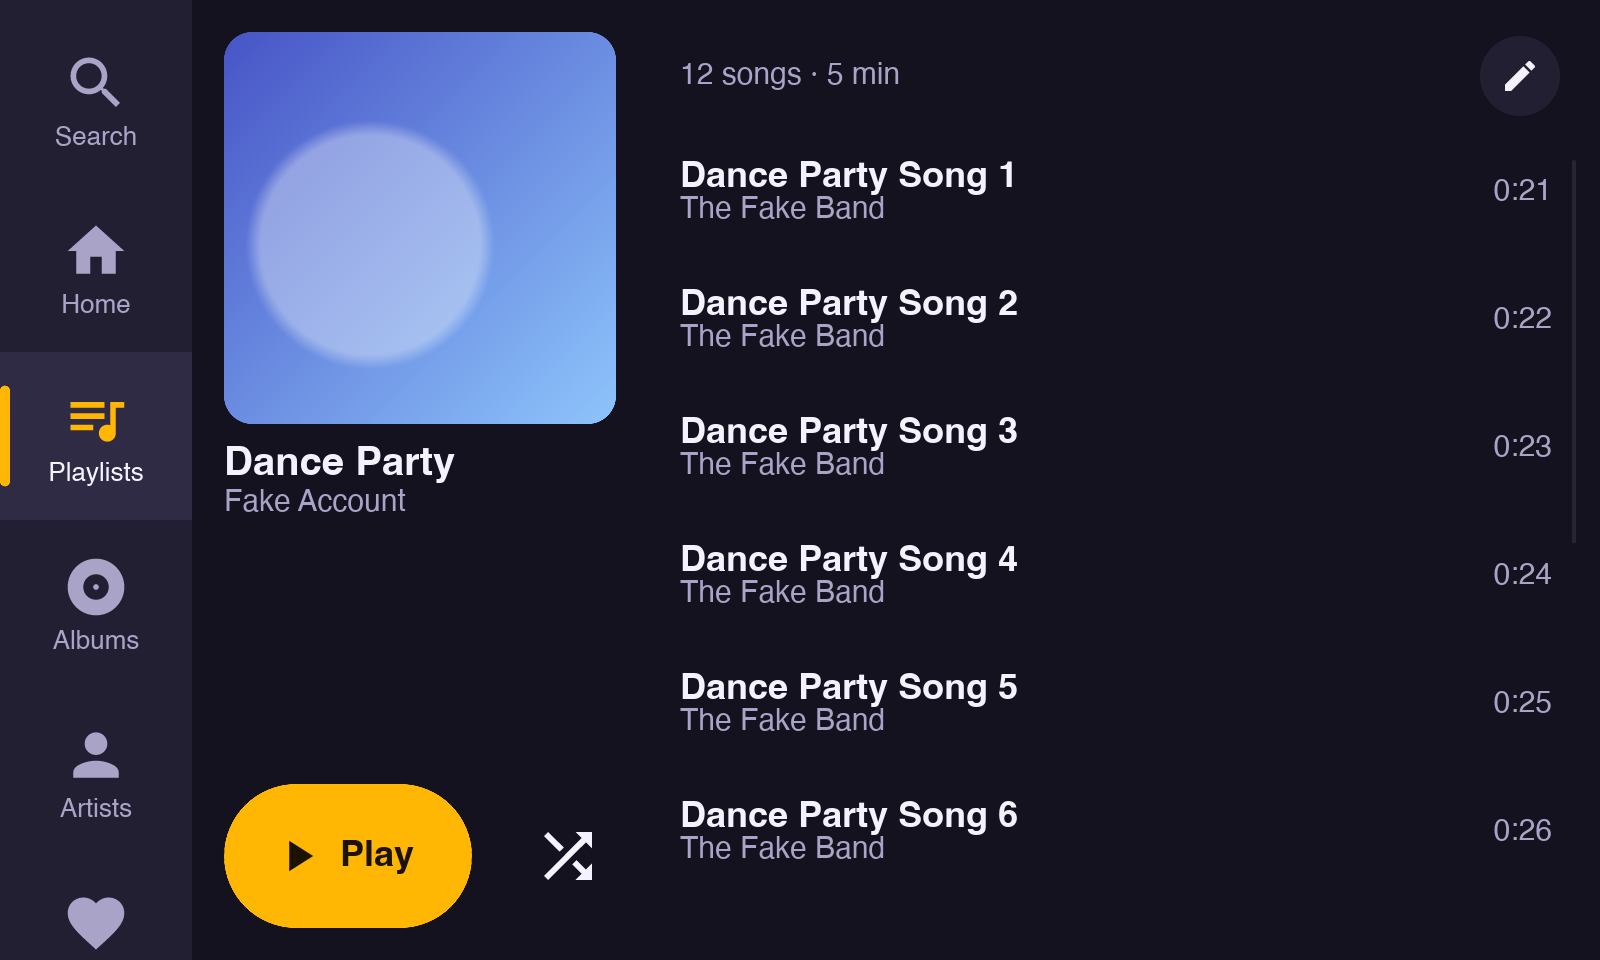 Search
Home
Playlists
Albums
Artists
Dance Party
Fake Account
Play
12 songs · 5 min
Dance Party Song 1
The Fake Band
0:21
Dance Party Song 2
The Fake Band
0:22
Dance Party Song 3
The Fake Band
0:23
Dance Party Song 4
The Fake Band
0:24
Dance Party Song 5
The Fake Band
0:25
Dance Party Song 6
The Fake Band
0:26